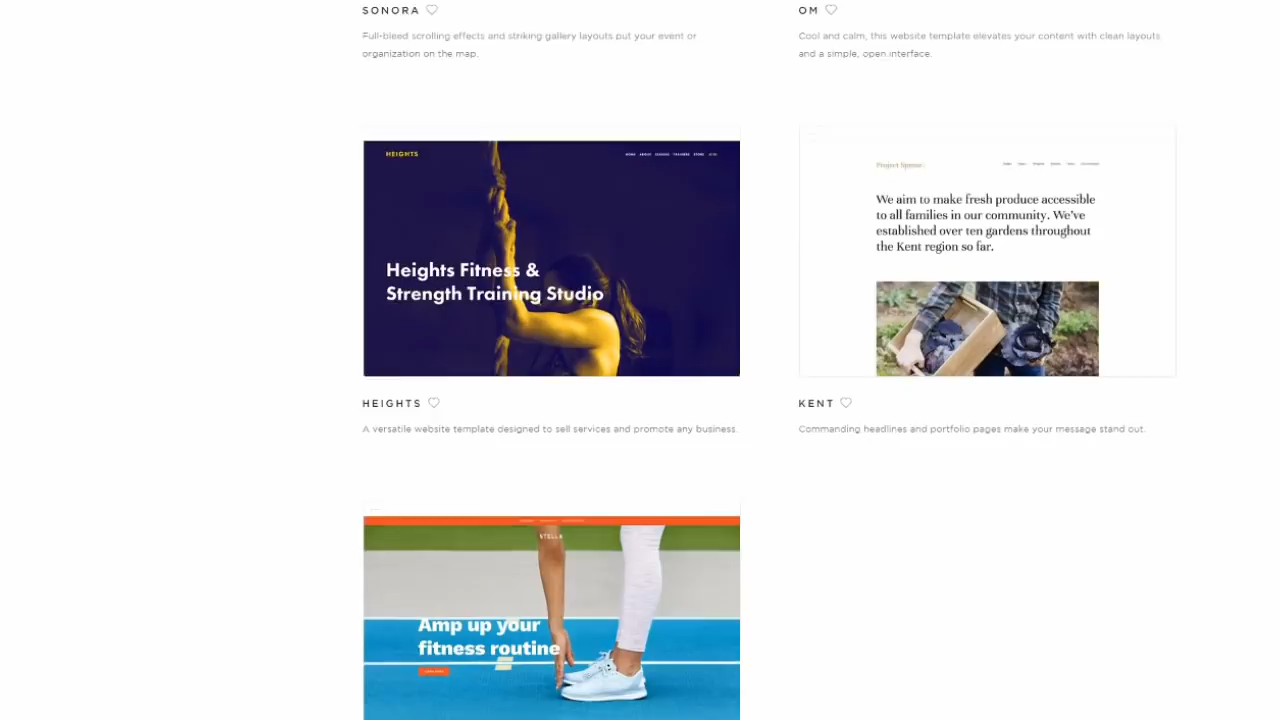 SONORA
Full-bleed scrolling effects and striking gallery layouts put your event or
organization on the map.
OM
Cool and calm, this website template elevates your content with clean layouts
and a simple, open interface.
HEIGHTS
HOME ABOUT TRAINERS STORE
Heights Fitness &
Strength Training Studio
HEIGHTS
A versatile website template designed to sell services and promote any business.
Project Sprout
We aim to make fresh produce accessible
to all families in our community. We've
established over ten gardens throughout
the Kent region so far.
KENT
Commanding headlines and portfolio pages make your message stand out.
STELLA
Amp up your
fitness routine